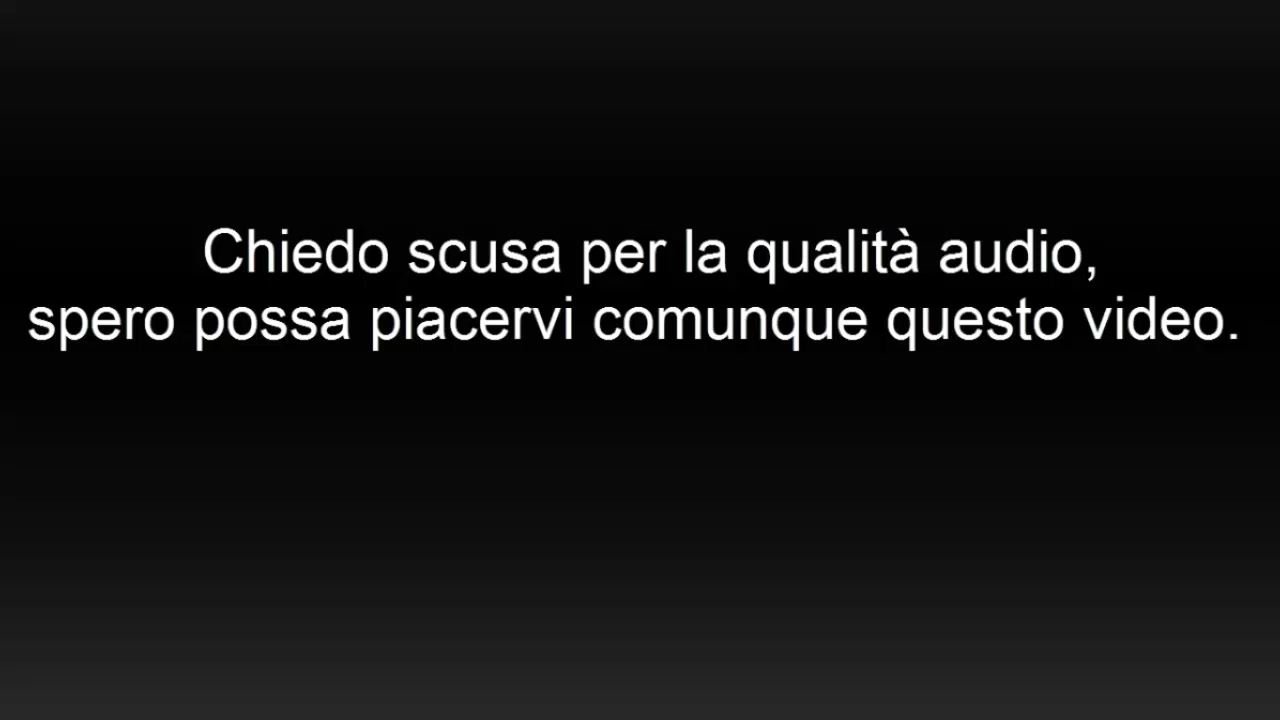 Chiedo scusa per la qualità audio,
spero possa piacervi comunque questo video.